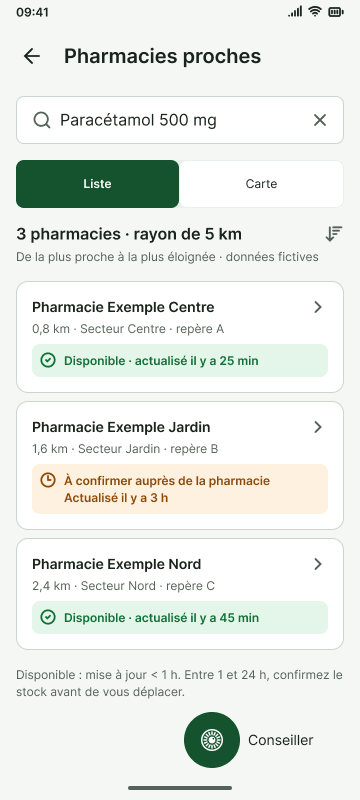 09:41
Pharmacies proches
Paracétamol 500 mg
Liste
Carte
3 pharmacies · rayon de 5 km
De la plus proche à la plus éloignée · données fictives
Pharmacie Exemple Centre
0,8 km · Secteur Centre · repère A
Disponible · actualisé il y a 25 min
Pharmacie Exemple Jardin
1,6 km · Secteur Jardin · repère B
À confirmer auprès de la pharmacie
Actualisé il y a 3 h
Pharmacie Exemple Nord
2,4 km · Secteur Nord · repère C
Disponible · actualisé il y a 45 min
Disponible : mise à jour < 1 h. Entre 1 et 24 h, confirmez le
stock avant de vous déplacer.
Conseiller